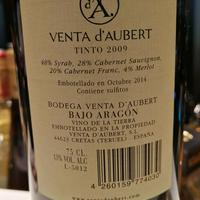 d'A.
VENTA d'AUBERT
TINTO 2009
68% Syrah, 28% Cabernet Sauvignon,
20% Cabernet Franc, 4% Merlot
Embotellado en Octubre 2014
Contiene sulfitos
BODEGA VENTA D'AUBERT
BAJO ARAGÓN
VINO DE LA TIERRA
EMBOTELLADO EN LA PROPIEDAD
VENTA D'AUBERT, S.L.
44623 CRETAS (TERUEL) ESPAÑA
75 CL.
13% VOL. ALC
L-5012
4 260159 774030